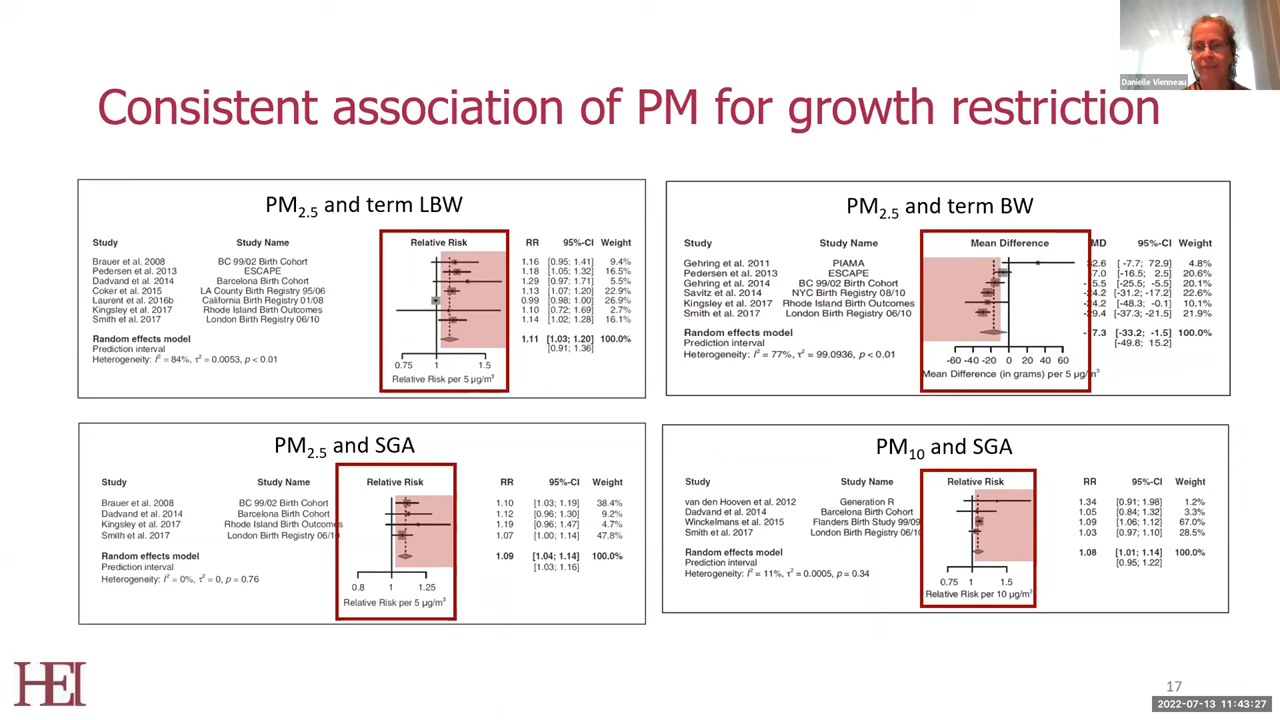 Danielle Vienneau
Consistent association of PM for growth restriction
PM2.5 and term LBW
Study Study Name Relative Risk RR 95%-CI Weight
Brauer et al. 2008 BC 99/02 Birth Cohort 1.16 [0.95; 1.41] 9.4%
Pedersen et al. 2013 ESCAPE 1.18 [1.05; 1.32] 16.5%
Dadvand et al. 2014 Barcelona Birth Cohort 1.29 [0.97; 1.71] 5.5%
Coker et al. 2015 LA County Birth Registry 95/06 1.13 [1.07; 1.20] 22.9%
Laurent et al. 2016b California Birth Registry 01/08 0.99 [0.98; 1.00] 26.9%
Kingsley et al. 2017 Rhode Island Birth Outcomes 1.10 [0.72; 1.69] 2.7%
Smith et al. 2017 London Birth Registry 06/10 1.14 [1.02; 1.28] 16.1%
Random effects model 1.11 [1.03; 1.20] 100.0%
Prediction interval [0.91; 1.36]
Heterogeneity: I² = 84%, τ² = 0.0053, p < 0.01
0.75 1 1.5
Relative Risk per 5 µg/m³
PM2.5 and term BW
Study Study Name Mean Difference MD 95%-CI Weight
Gehring et al. 2011 PIAMA 2.6 [ -7.7; 72.9] 4.8%
Pedersen et al. 2013 ESCAPE 7.0 [-16.5; 2.5] 20.6%
Gehring et al. 2014 BC 99/02 Birth Cohort 5.5 [-25.5; -5.5] 20.1%
Savitz et al. 2014 NYC Birth Registry 08/10 4.2 [-31.2; -17.2] 22.6%
Kingsley et al. 2017 Rhode Island Birth Outcomes 4.2 [-48.3; -0.1] 10.1%
Smith et al. 2017 London Birth Registry 06/10 9.4 [-37.3; -21.5] 21.9%
Random effects model 7.3 [-33.2; -1.5] 100.0%
Prediction interval [-49.8; 15.2]
Heterogeneity: I² = 77%, τ² = 99.0936, p < 0.01
-60 -40 -20 0 20 40 60
Mean Difference (in grams) per 5 µg/m³
PM2.5 and SGA
Study Study Name Relative Risk RR 95%-CI Weight
Brauer et al. 2008 BC 99/02 Birth Cohort 1.10 [1.03; 1.19] 38.4%
Dadvand et al. 2014 Barcelona Birth Cohort 1.12 [0.96; 1.30] 9.2%
Kingsley et al. 2017 Rhode Island Birth Outcomes 1.19 [0.96; 1.47] 4.7%
Smith et al. 2017 London Birth Registry 06/10 1.07 [1.00; 1.14] 47.8%
Random effects model 1.09 [1.04; 1.14] 100.0%
Prediction interval [1.03; 1.16]
Heterogeneity: I² = 0%, τ² = 0, p = 0.76
0.8 1 1.25
Relative Risk per 5 µg/m³
PM10 and SGA
Study Study Name Relative Risk RR 95%-CI Weight
van den Hooven et al. 2012 Generation R 1.34 [0.91; 1.98] 1.2%
Dadvand et al. 2014 Barcelona Birth Cohort 1.05 [0.84; 1.32] 3.3%
Winckelmans et al. 2015 Flanders Birth Study 99/09 1.09 [1.06; 1.12] 67.0%
Smith et al. 2017 London Birth Registry 06/10 1.03 [0.97; 1.10] 28.5%
Random effects model 1.08 [1.01; 1.14] 100.0%
Prediction interval [0.95; 1.22]
Heterogeneity: I² = 11%, τ² = 0.0005, p = 0.34
0.75 1 1.5
Relative Risk per 10 µg/m³
HEI
17
2022-07-13 11:43:27